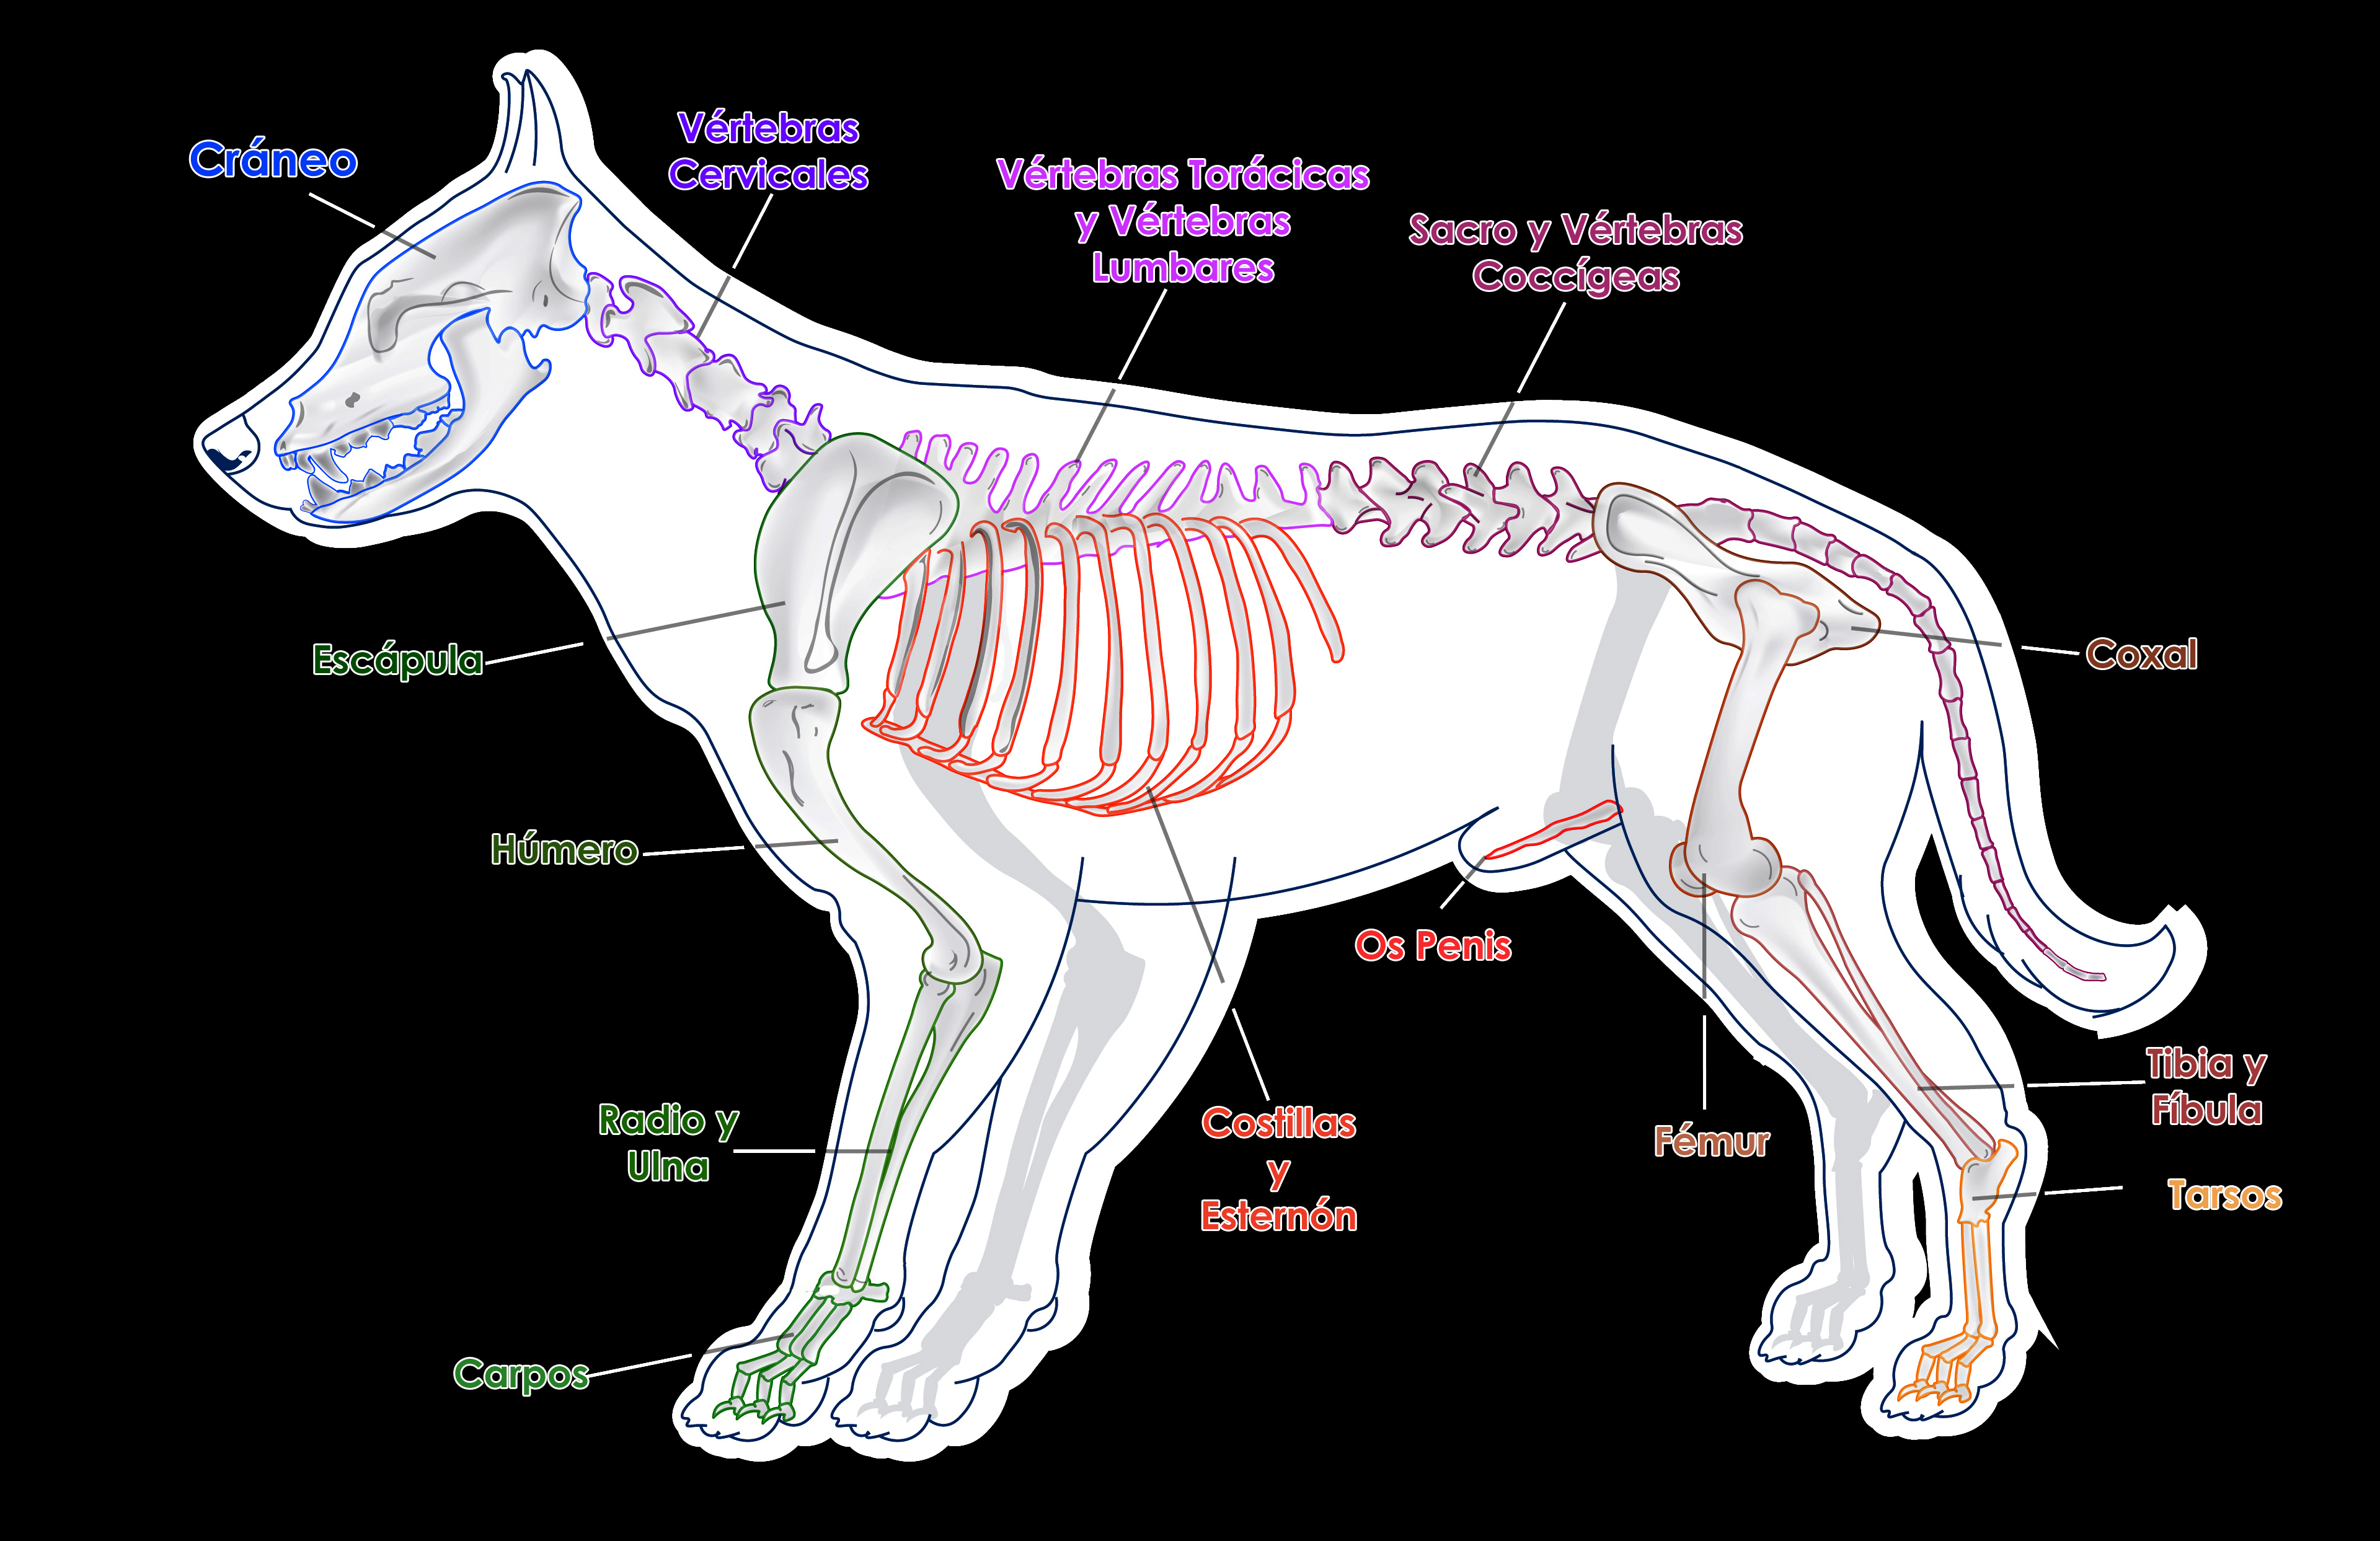 Cráneo
Vértebras
Cervicales
Vértebras Torácicas
y Vértebras
Lumbares
Sacro y Vértebras
Coccígeas
Escápula
Coxal
Húmero
Os Penis
Radio y
Ulna
Costillas
y
Esternón
Fémur
Tibia y
Fíbula
Tarsos
Carpos